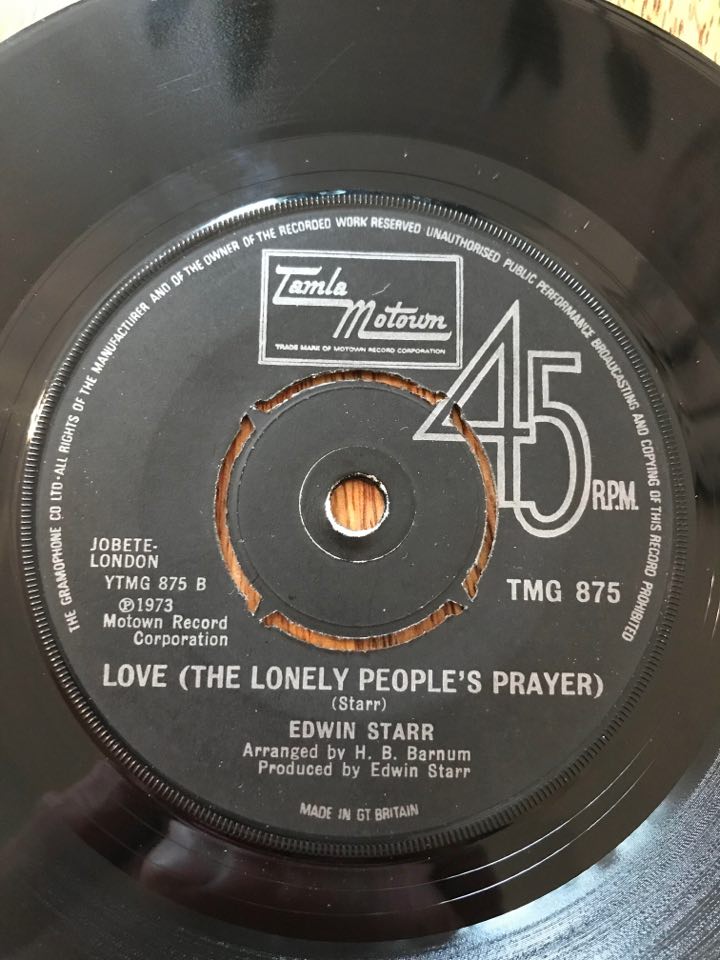 THE GRAMOPHONE CO LTD · ALL RIGHTS OF THE MANUFACTURER AND OF THE OWNER OF THE RECORDED WORK RESERVED UNAUTHORISED PUBLIC PERFORMANCE BROADCASTING AND COPYING OF THIS RECORD PROHIBITED
Tamla
Motown
TRADE MARK OF MOTOWN RECORD CORPORATION
45
R.P.M.
JOBETE-
LONDON
YTMG 875 B
℗1973
Motown Record
Corporation
TMG 875
LOVE (THE LONELY PEOPLE'S PRAYER)
(Starr)
EDWIN STARR
Arranged by H. B. Barnum
Produced by Edwin Starr
MADE IN GT BRITAIN